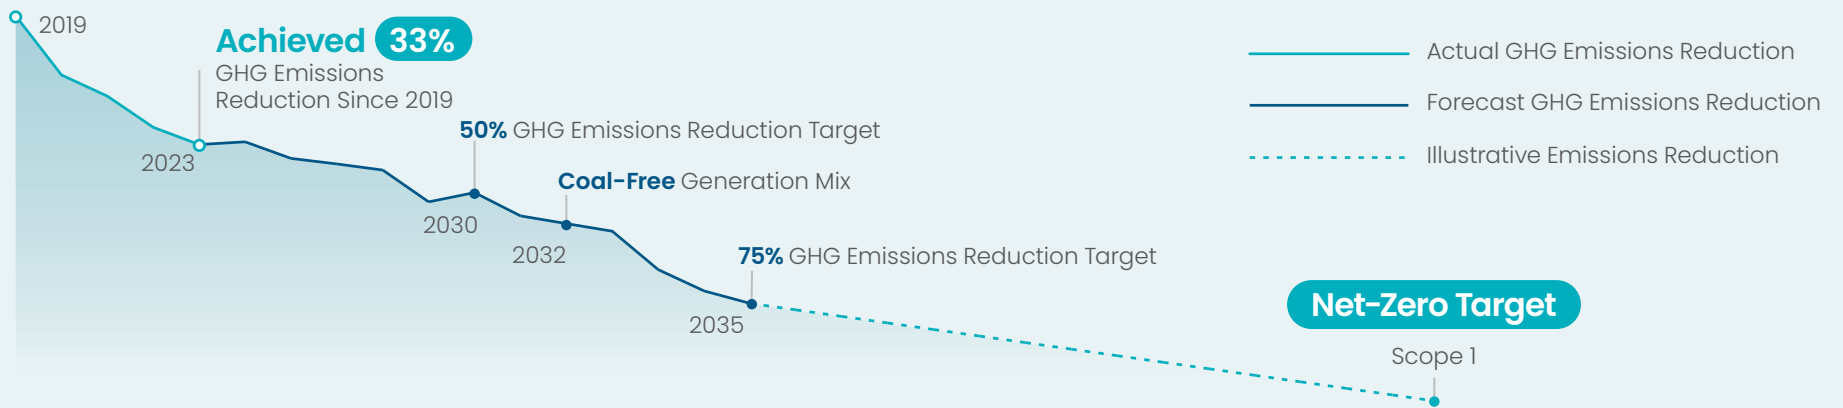 2019
Achieved 33%
GHG Emissions
Reduction Since 2019
2023
50% GHG Emissions Reduction Target
2030
Coal-Free Generation Mix
2032
75% GHG Emissions Reduction Target
2035
Net-Zero Target
Scope 1
Actual GHG Emissions Reduction
Forecast GHG Emissions Reduction
Illustrative Emissions Reduction